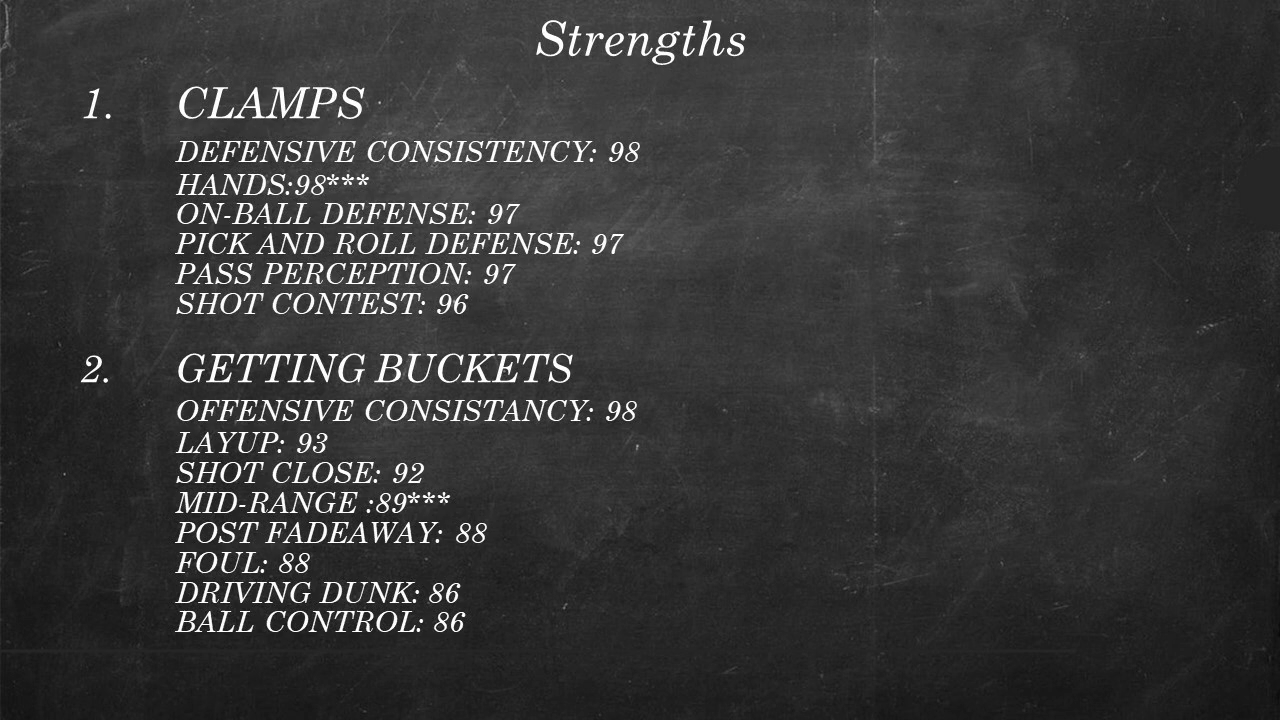 Strengths
1. CLAMPS
DEFENSIVE CONSISTENCY: 98
HANDS:98***
ON-BALL DEFENSE: 97
PICK AND ROLL DEFENSE: 97
PASS PERCEPTION: 97
SHOT CONTEST: 96
2. GETTING BUCKETS
OFFENSIVE CONSISTANCY: 98
LAYUP: 93
SHOT CLOSE: 92
MID-RANGE :89***
POST FADEAWAY: 88
FOUL: 88
DRIVING DUNK: 86
BALL CONTROL: 86